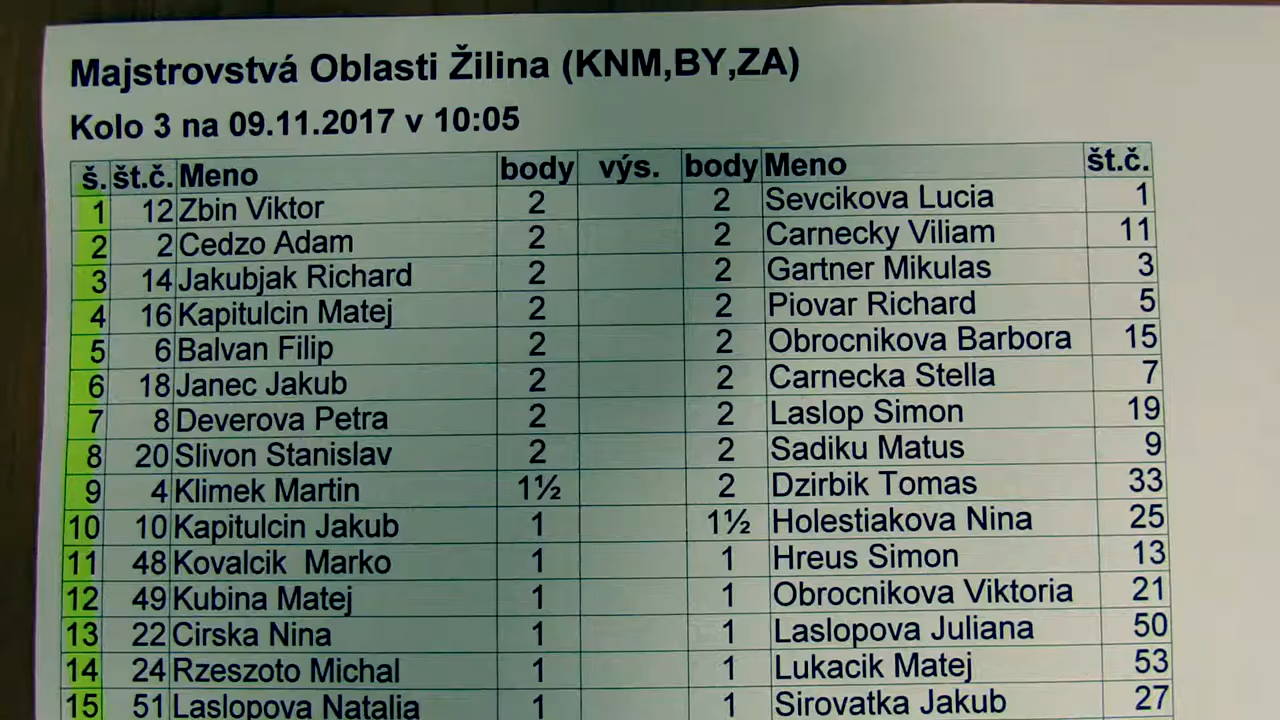 Majstrovstvá Oblasti Žilina (KNM,BY,ZA)
Kolo 3 na 09.11.2017 v 10:05
š. št.č. Meno body výs. body Meno št.č.
1 12 Zbin Viktor 2 2 Sevcikova Lucia 1
2 2 Cedzo Adam 2 2 Carnecky Viliam 11
3 14 Jakubjak Richard 2 2 Gartner Mikulas 3
4 16 Kapitulcin Matej 2 2 Piovar Richard 5
5 6 Balvan Filip 2 2 Obrocnikova Barbora 15
6 18 Janec Jakub 2 2 Carnecka Stella 7
7 8 Deverova Petra 2 2 Laslop Simon 19
8 20 Slivon Stanislav 2 2 Sadiku Matus 9
9 4 Klimek Martin 1½ 2 Dzirbik Tomas 33
10 10 Kapitulcin Jakub 1 1½ Holestiakova Nina 25
11 48 Kovalcik Marko 1 1 Hreus Simon 13
12 49 Kubina Matej 1 1 Obrocnikova Viktoria 21
13 22 Cirska Nina 1 1 Laslopova Juliana 50
14 24 Rzeszoto Michal 1 1 Lukacik Matej 53
15 51 Laslopova Natalia 1 1 Sirovatka Jakub 27